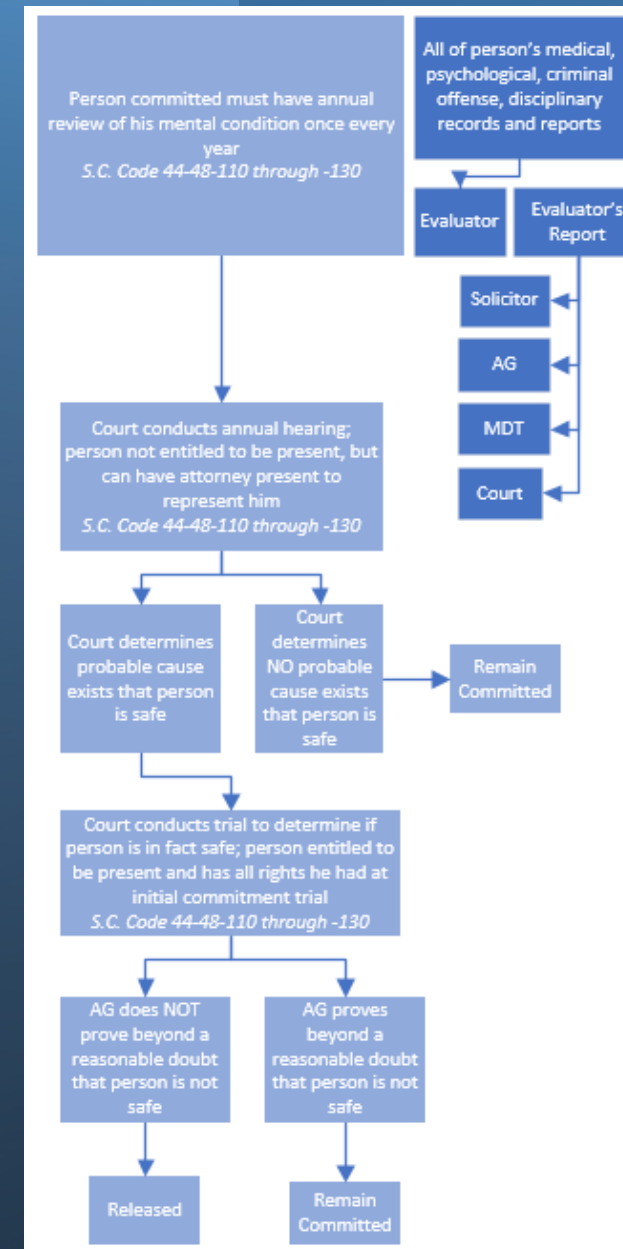 Person committed must have annual
review of his mental condition once every
year
S.C. Code 44-48-110 through -130
All of person's medical,
psychological, criminal
offense, disciplinary
records and reports
Evaluator
Evaluator's
Report
Solicitor
AG
MDT
Court
Court conducts annual hearing;
person not entitled to be present, but
can have attorney present to
represent him
S.C. Code 44-48-110 through -130
Court determines
probable cause
exists that person
is safe
Court
determines
NO probable
cause exists
that person is
safe
Remain
Committed
Court conducts trial to determine if
person is in fact safe; person entitled to
be present and has all rights he had at
initial commitment trial
S.C. Code 44-48-110 through -130
AG does NOT
prove beyond a
reasonable doubt
that person is not
safe
AG proves
beyond a
reasonable doubt
that person is not
safe
Released
Remain
Committed